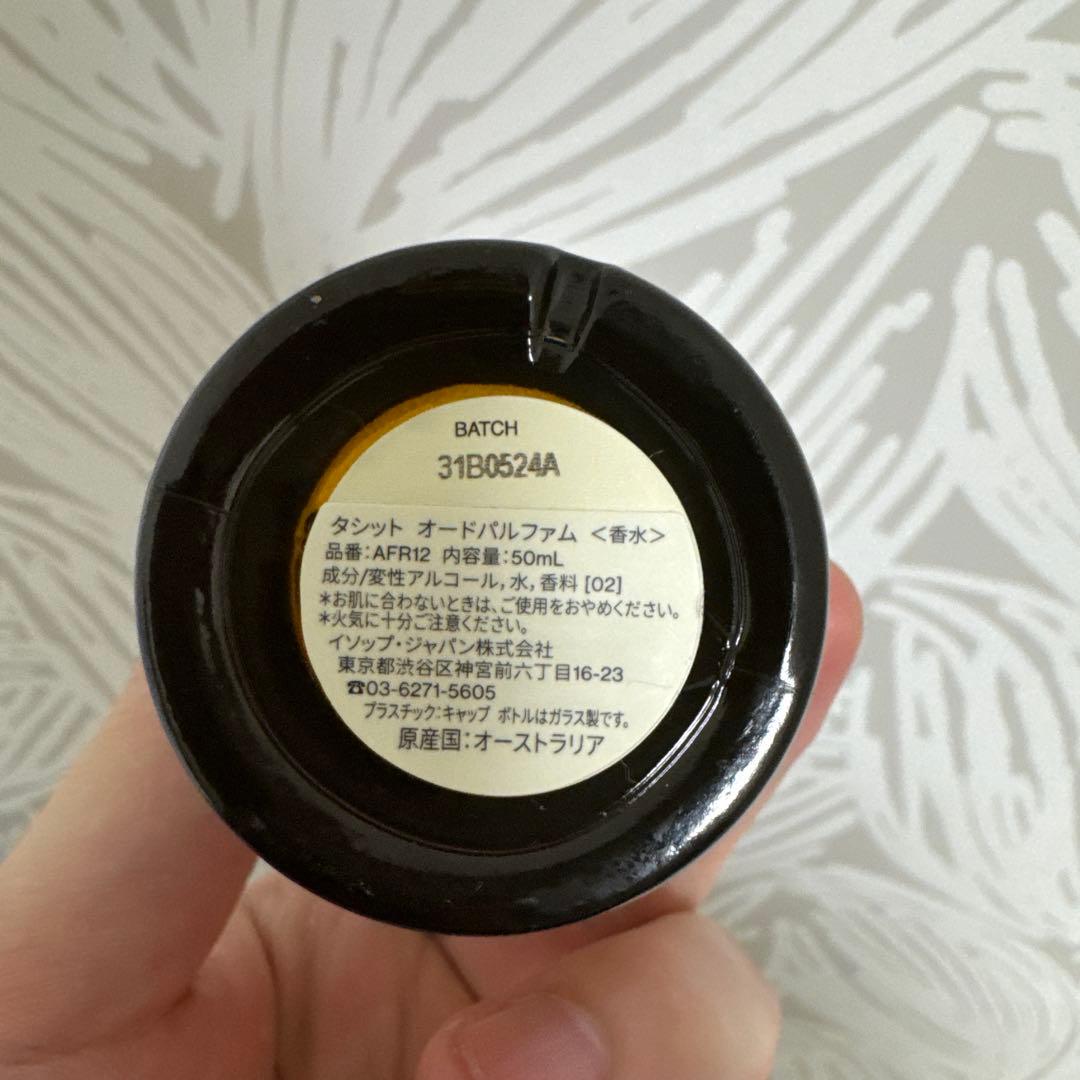 BATCH
31B0524A
タシット オードパルファム ＜香水＞
品番：AFR12 内容量：50mL
成分/変性アルコール，水，香料 [02]
＊お肌に合わないときは、ご使用をおやめください。
＊火気に十分ご注意ください。
イソップ・ジャパン株式会社
東京都渋谷区神宮前六丁目16-23
☎03-6271-5605
プラスチック：キャップ ボトルはガラス製です。
原産国：オーストラリア